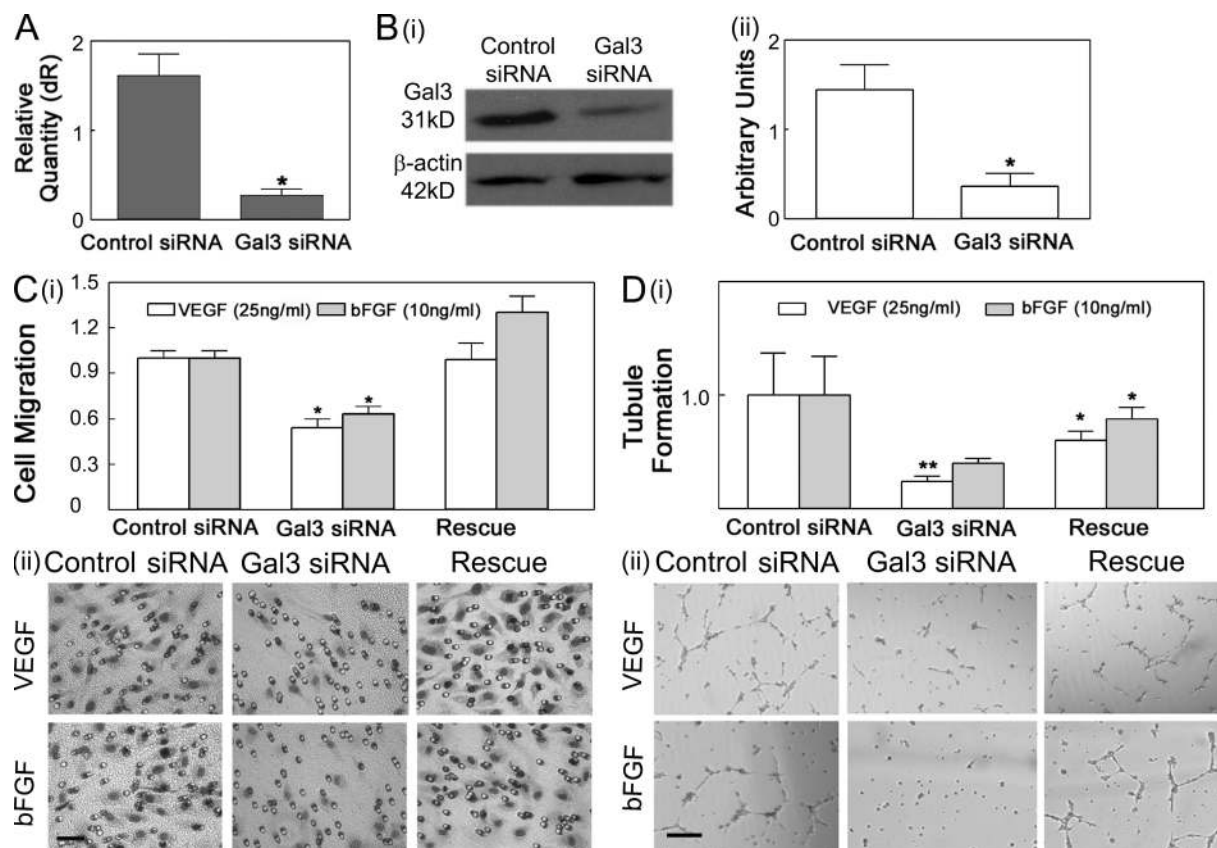 A
Relative
Quantity (dR)
2
1
0
*
Control siRNA
Gal3 siRNA
B (i)
Control
siRNA
Gal3
siRNA
Gal3
31kD
β-actin
42kD
(ii)
Arbitrary Units
2
1
0
*
Control siRNA
Gal3 siRNA
C (i)
Cell Migration
1.5
1.2
0.9
0.6
0.3
0
VEGF (25ng/ml)
bFGF (10ng/ml)
*
*
Control siRNA
Gal3 siRNA
Rescue
(ii)
Control siRNA
Gal3 siRNA
Rescue
VEGF
bFGF
D (i)
Tubule
Formation
1.0
0
VEGF (25ng/ml)
bFGF (10ng/ml)
**
*
*
Control siRNA
Gal3 siRNA
Rescue
(ii)
Control siRNA
Gal3 siRNA
Rescue
VEGF
bFGF